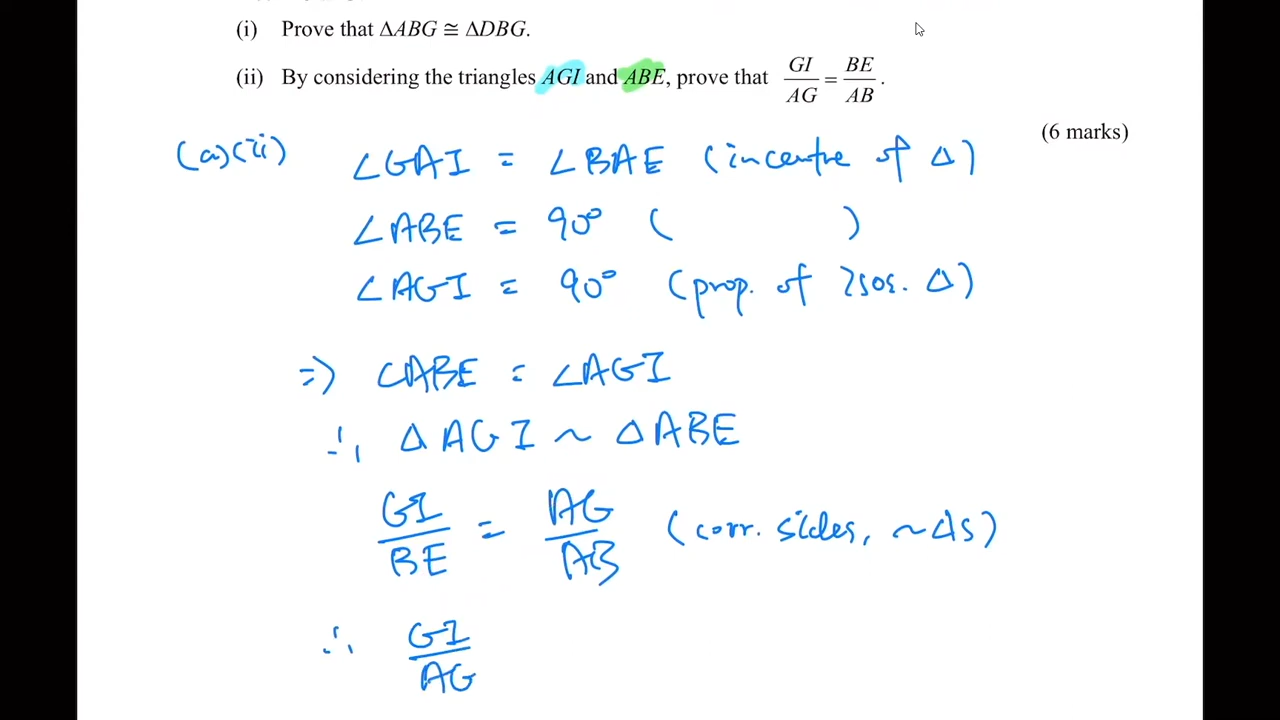 (i) Prove that ΔABG ≅ ΔDBG.
(ii) By considering the triangles AGI and ABE, prove that GI/AG = BE/AB.
(6 marks)
(a)(ii) ∠GAI = ∠BAE (incentre of Δ)
∠ABE = 90° ( )
∠AGI = 90° (prop. of isos. Δ)
=> ∠ABE = ∠AGI
∴ ΔAGI ~ ΔABE
GI/BE = AG/AB (corr. sides, ~Δs)
∴ GI/AG